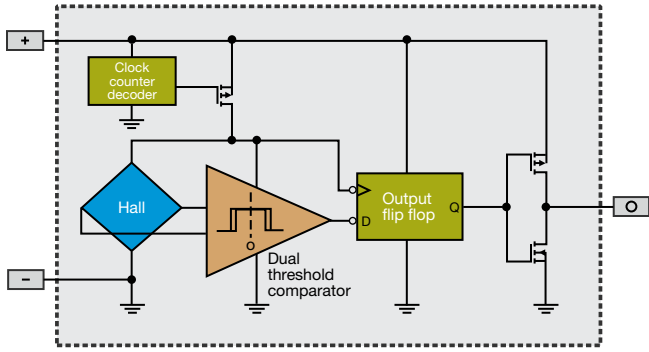 +
Clock
counter
decoder
Hall
O
Dual
threshold
comparator
D
Output
flip flop
Q
O
−